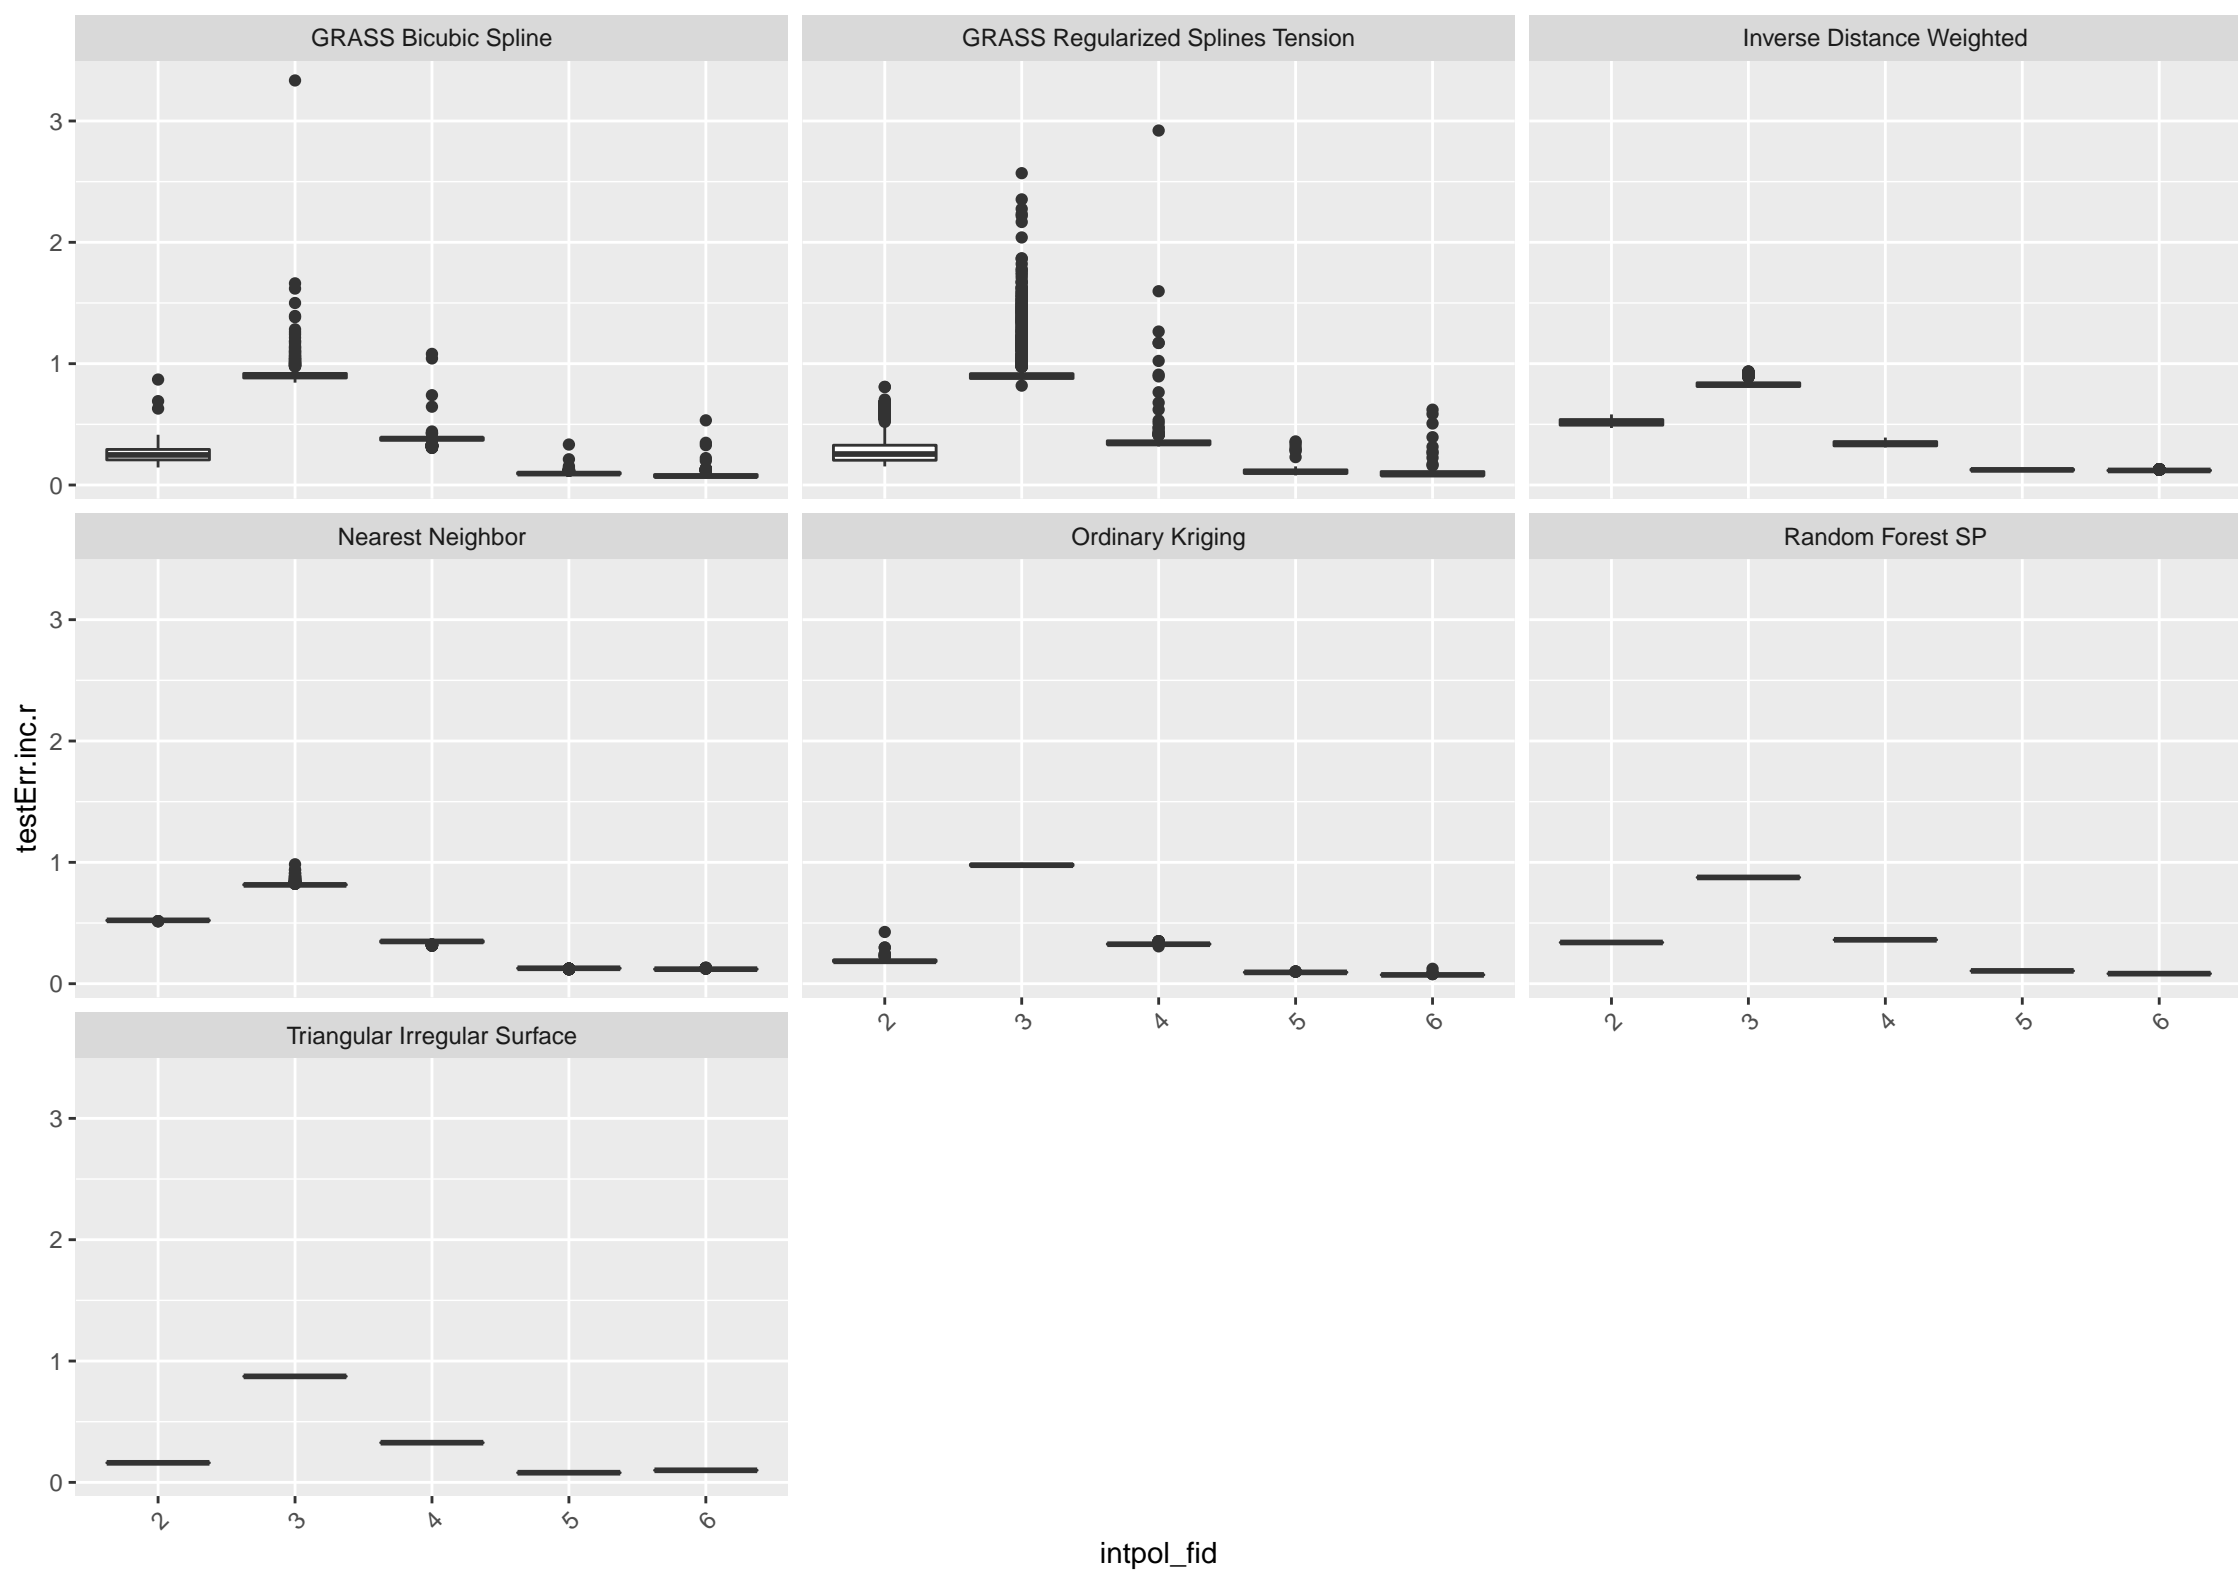 GRASS Bicubic Spline
GRASS Regularized Splines Tension
Inverse Distance Weighted
3
2
1
0
Nearest Neighbor
Ordinary Kriging
Random Forest SP
3
2
1
0
2 3 4 5 6
2 3 4 5 6
Triangular Irregular Surface
3
2
1
0
2 3 4 5 6
testErr.inc.r
intpol_fid